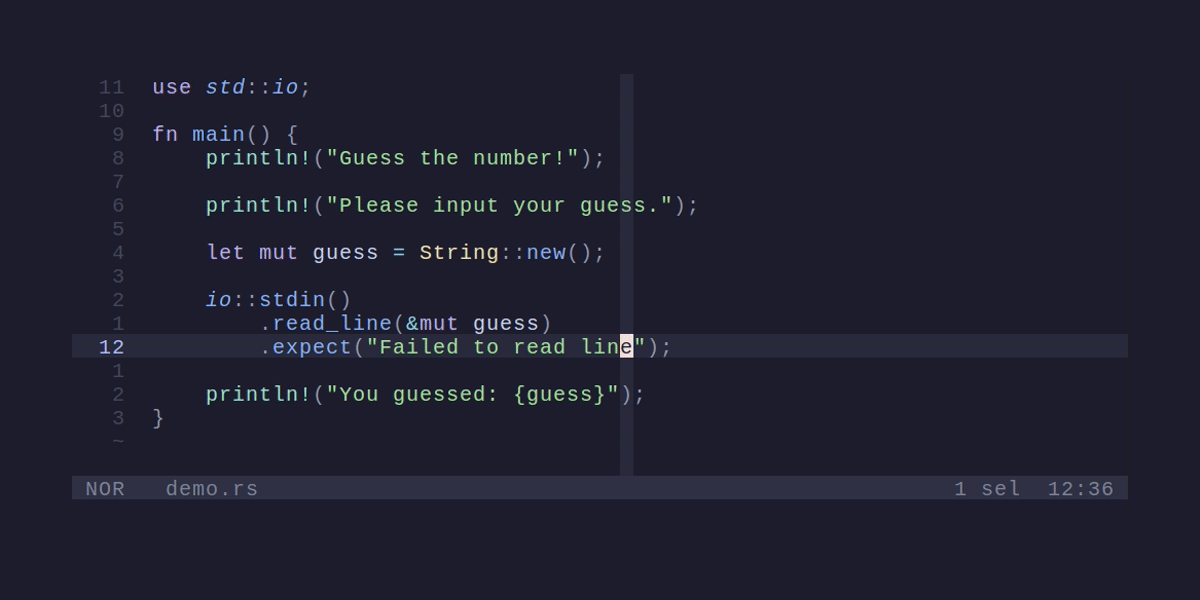 11  use std::io;
10
 9  fn main() {
 8      println!("Guess the number!");
 7
 6      println!("Please input your guess.");
 5
 4      let mut guess = String::new();
 3
 2      io::stdin()
 1          .read_line(&mut guess)
12          .expect("Failed to read line");
 1
 2      println!("You guessed: {guess}");
 3  }
 ~
NOR   demo.rs   1 sel  12:36